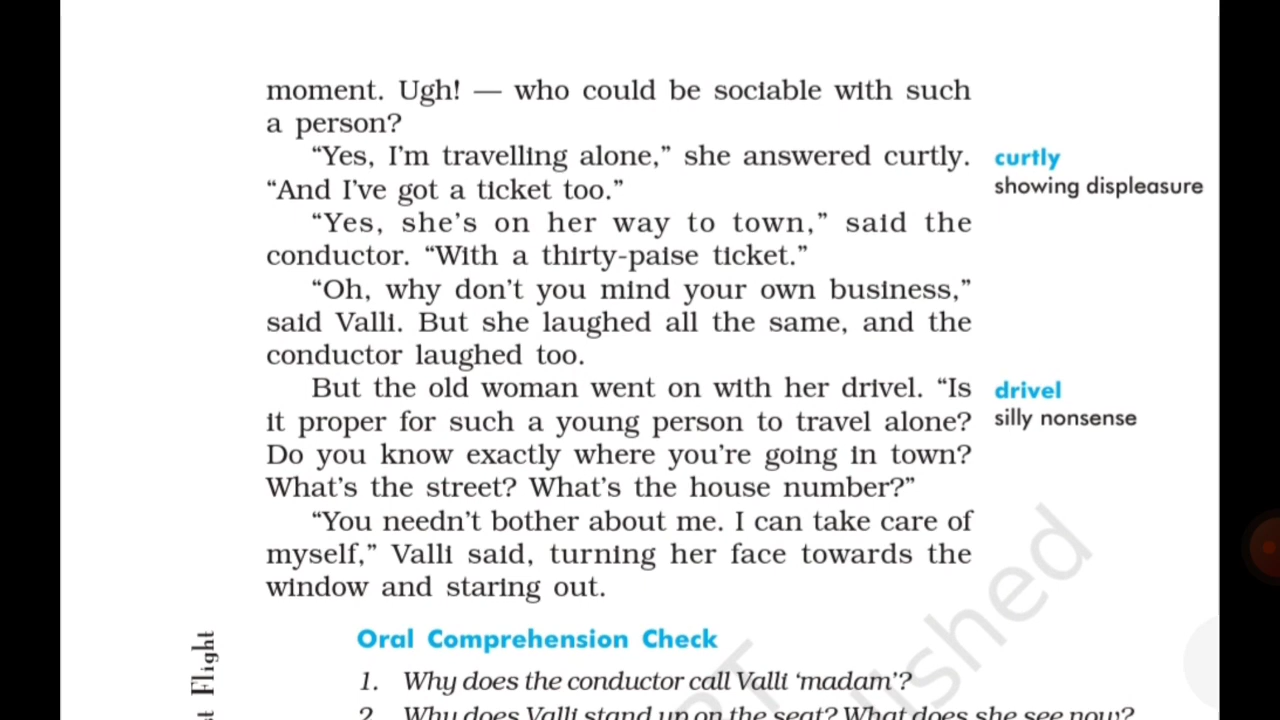 moment. Ugh! — who could be sociable with such
a person?
“Yes, I’m travelling alone,” she answered curtly.
“And I’ve got a ticket too.”
“Yes, she’s on her way to town,” said the
conductor. “With a thirty-paise ticket.”
“Oh, why don’t you mind your own business,”
said Valli. But she laughed all the same, and the
conductor laughed too.
But the old woman went on with her drivel. “Is
it proper for such a young person to travel alone?
Do you know exactly where you’re going in town?
What’s the street? What’s the house number?”
“You needn’t bother about me. I can take care of
myself,” Valli said, turning her face towards the
window and staring out.
curtly
showing displeasure
drivel
silly nonsense
Oral Comprehension Check
1. Why does the conductor call Valli ‘madam’?
2. Why does Valli stand up on the seat? What does she see now?
Flight